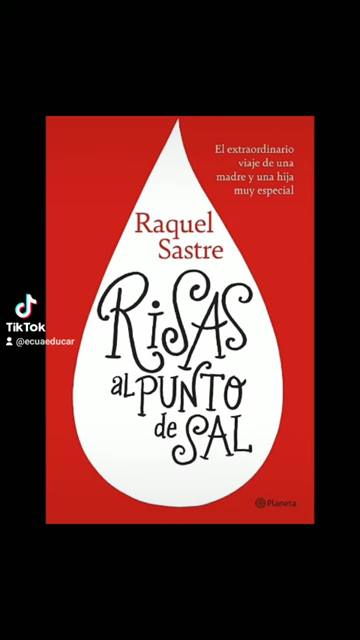 El extraordinario
viaje de una
madre y una hija
muy especial
Raquel
Sastre
RiSAS
al PUNTO
de SAL
TikTok
@ecuaeducar
Planeta